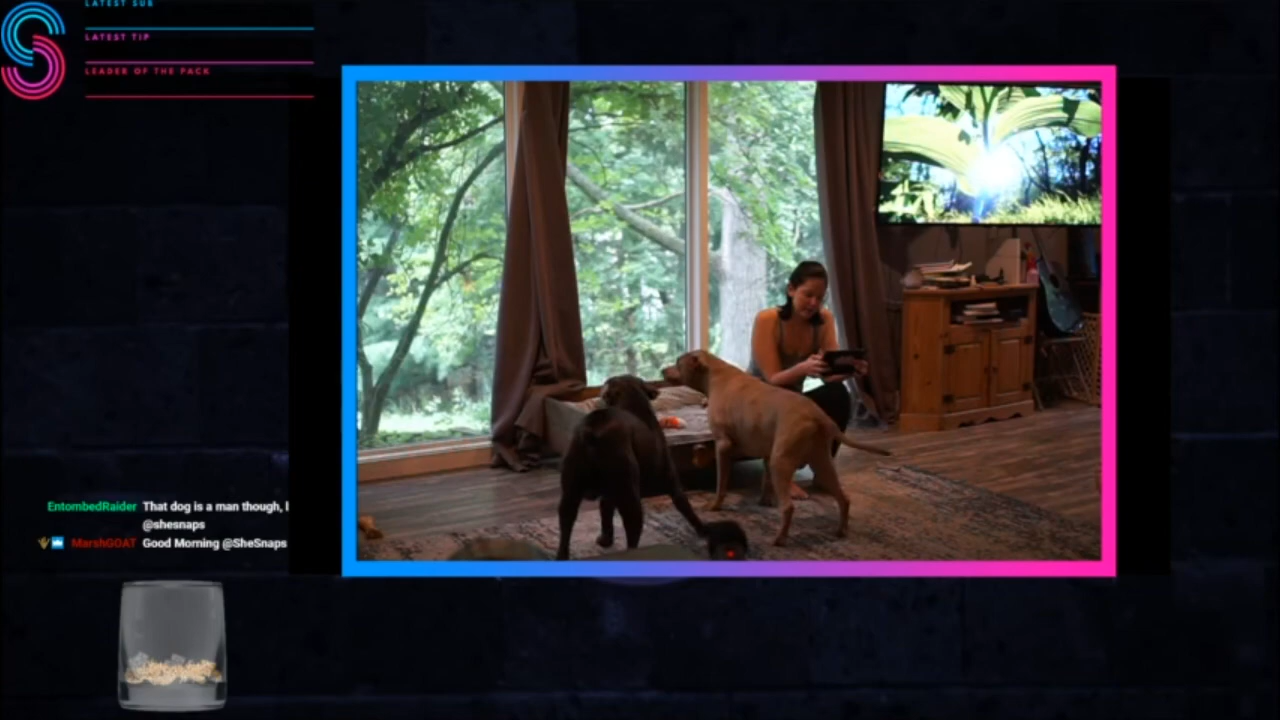 LATEST SUB
LATEST TIP
LEADER OF THE PACK
EntombedRaider That dog is a man though,
@shesnaps
MarshGOAT Good Morning @SheSnaps